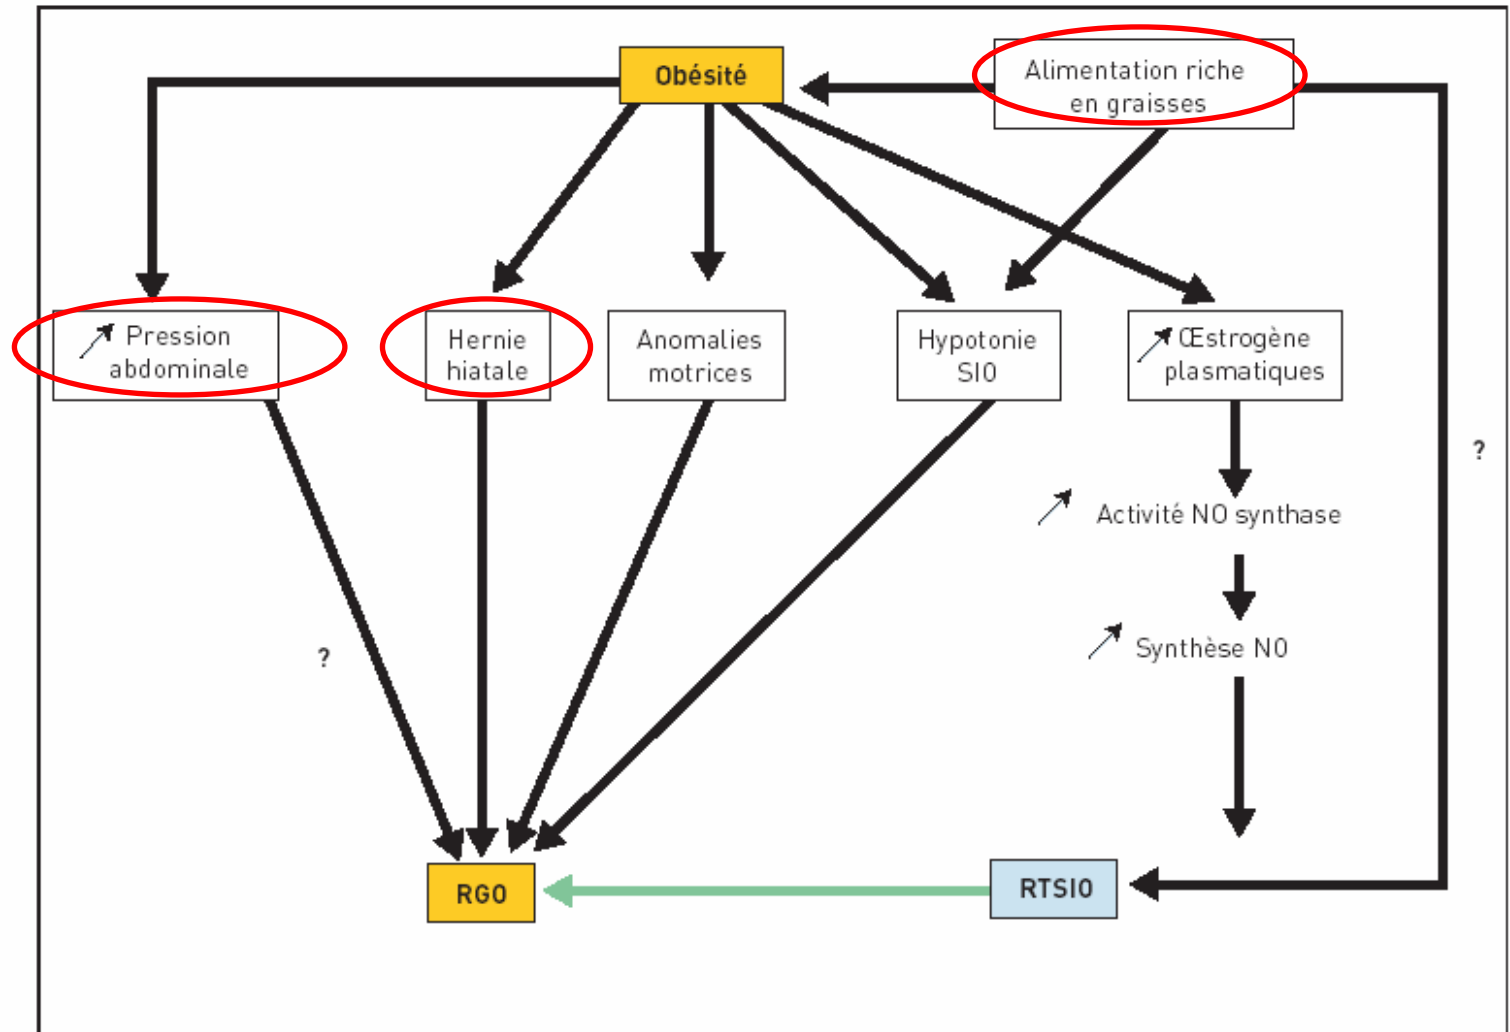 Obésité
Alimentation riche
en graisses
Pression
abdominale
Hernie
hiatale
Anomalies
motrices
Hypotonie
SIO
Œstrogène
plasmatiques
?
Activité NO synthase
Synthèse NO
?
RGO
RTSIO